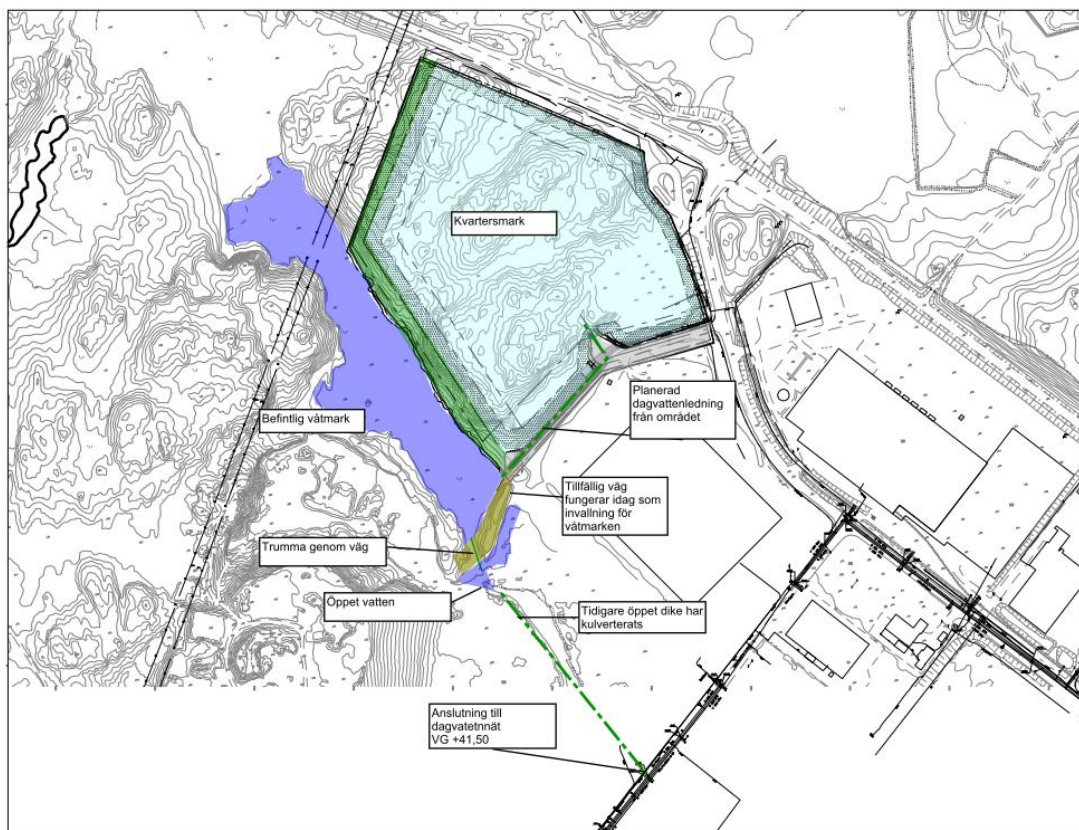 Kvartersmark
Planerad
dagvattenledning
från området
Befintlig våtmark
Tillfällig väg
fungerar idag som
invallning för
våtmarken
Trumma genom väg
Öppet vatten
Tidigare öppet dike har
kulverterats
Anslutning till
dagvatetnnät
VG +41,50